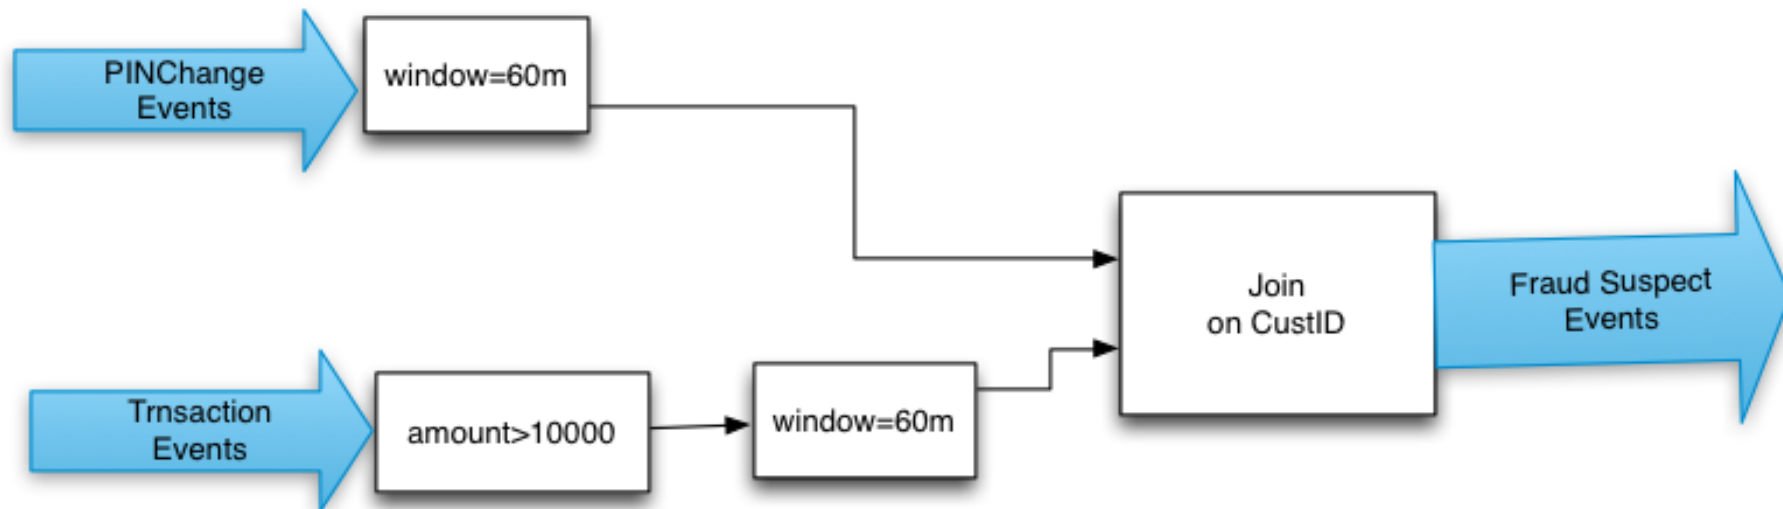 PINChange
Events
window=60m
Join
on CustID
Fraud Suspect
Events
Trnsaction
Events
amount>10000
window=60m